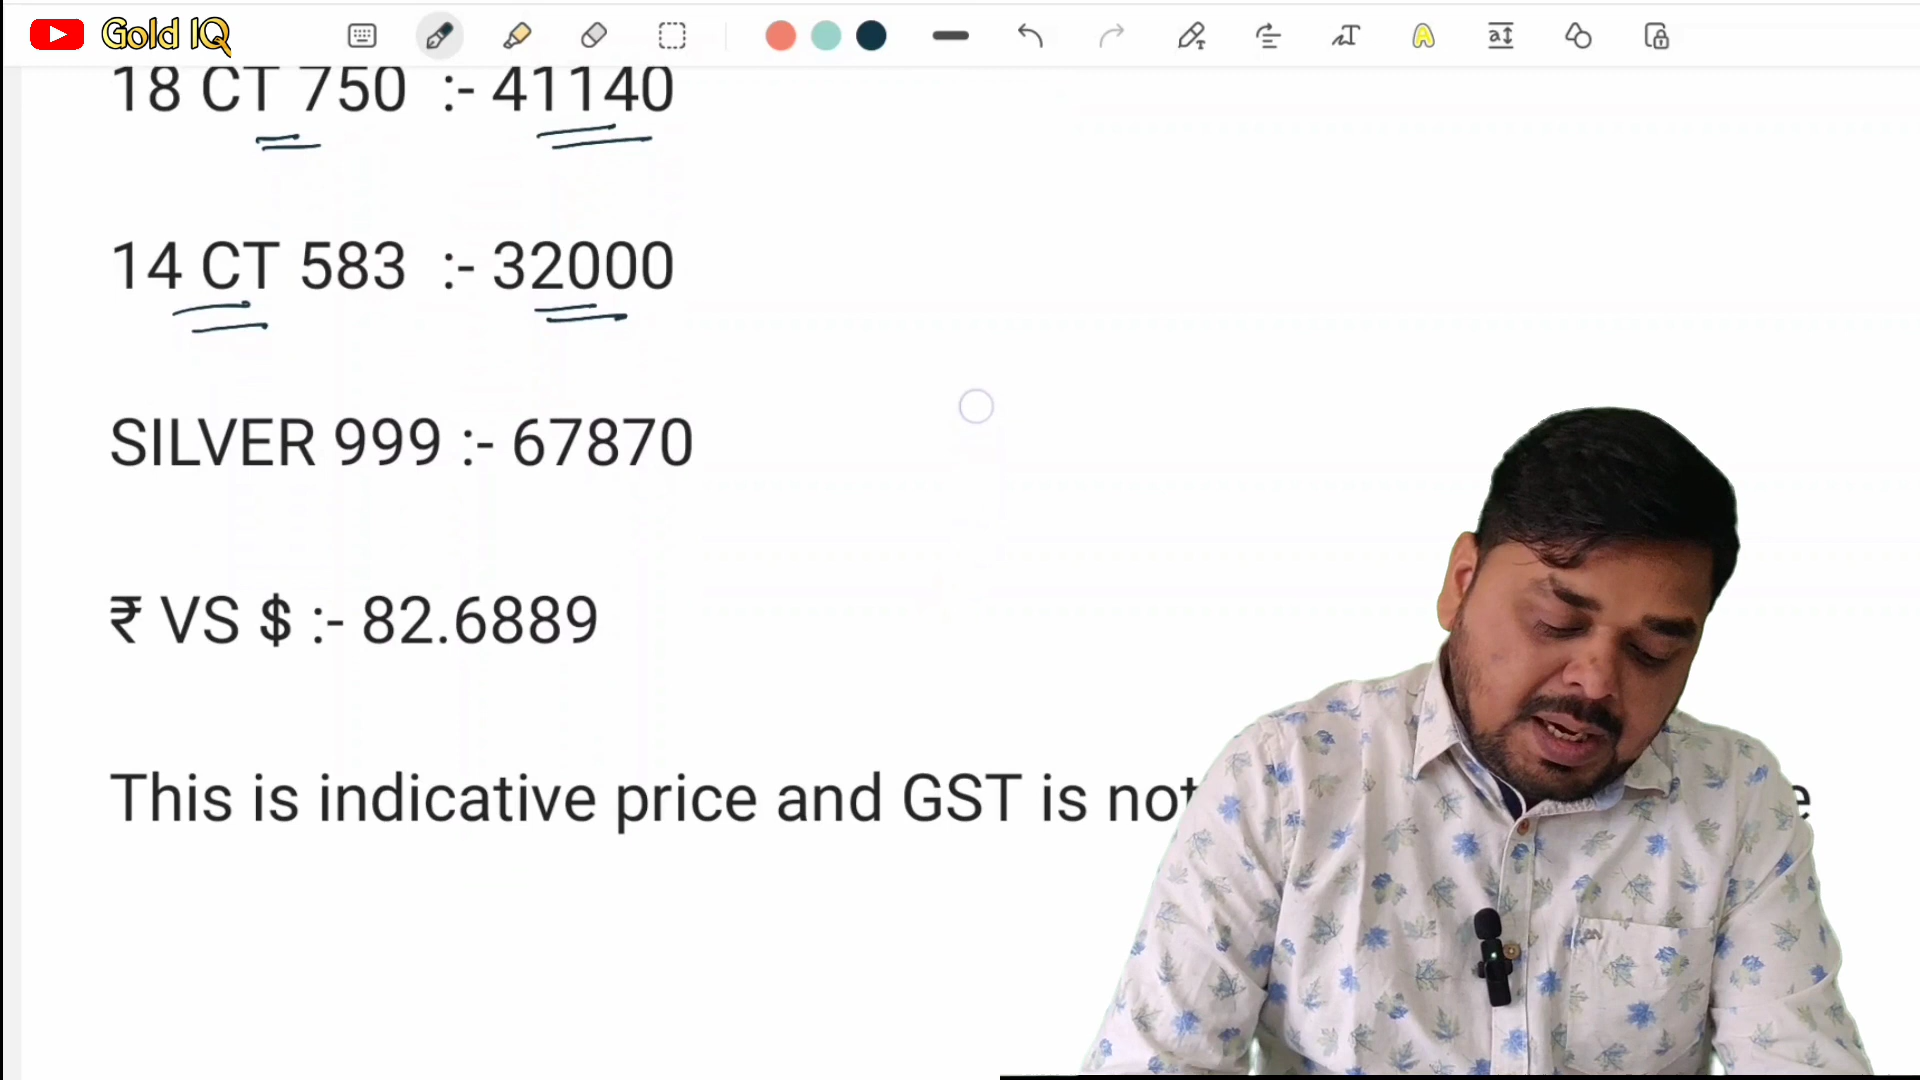 Gold IQ
18 CT 750 :- 41140
14 CT 583 :- 32000
SILVER 999 :- 67870
₹ VS $ :- 82.6889
This is indicative price and GST is not